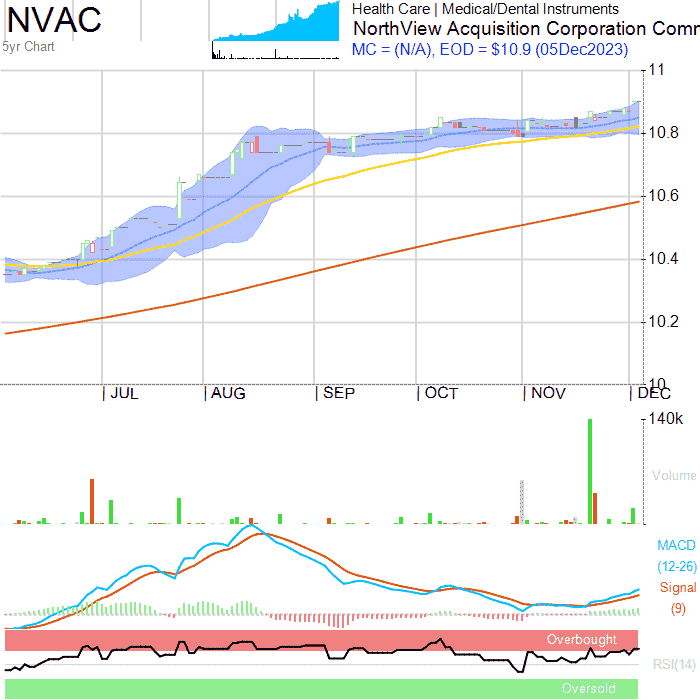 NVAC
5yr Chart
Health Care | Medical/Dental Instruments
NorthView Acquisition Corporation Comm
MC = (N/A), EOD = $10.9 (05Dec2023)
11
10.8
10.6
10.4
10.2
10
JUL AUG SEP OCT NOV DEC
140k
Volume
MACD
(12-26)
Signal
(9)
Overbought
RSI(14)
Oversold